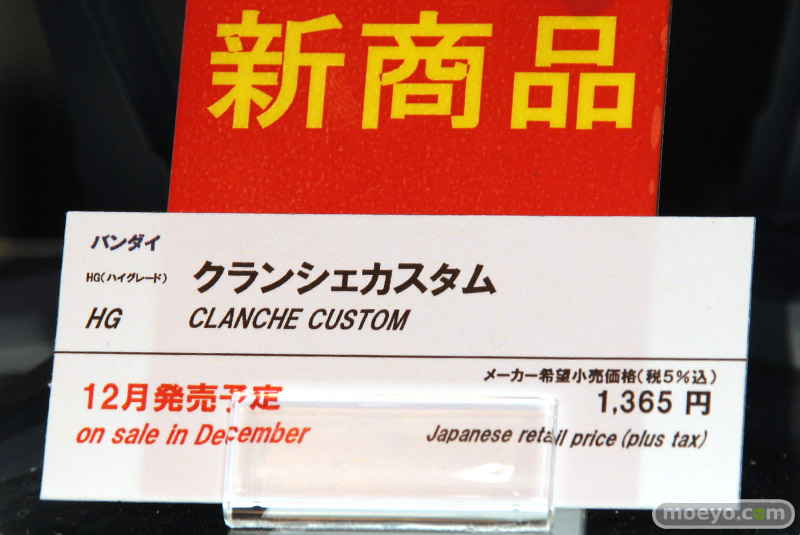 新商品
バンダイ
HG(ハイグレード) クランシェカスタム
HG CLANCHE CUSTOM
メーカー希望小売価格(税5%込)
12月発売予定 1,365 円
on sale in December Japanese retail price (plus tax)
moeyo.com